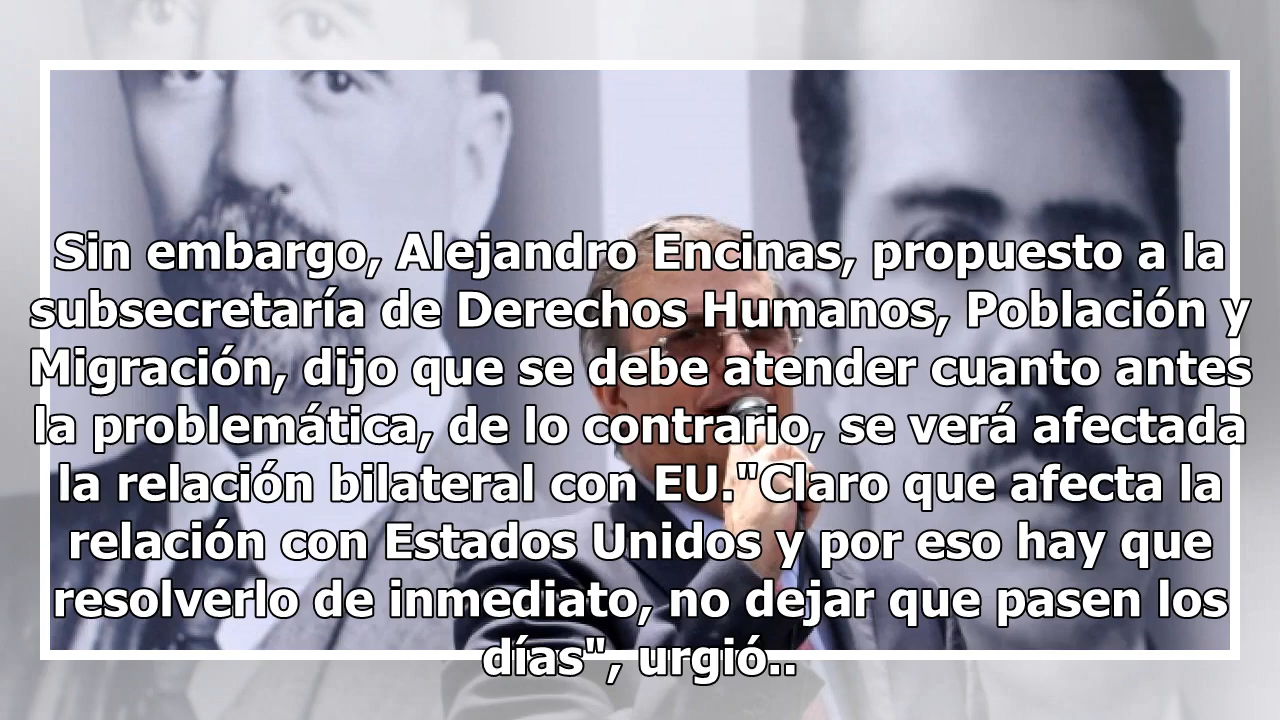 Sin embargo, Alejandro Encinas, propuesto a la
subsecretaría de Derechos Humanos, Población y
Migración, dijo que se debe atender cuanto antes
la problemática, de lo contrario, se verá afectada
la relación bilateral con EU."Claro que afecta la
relación con Estados Unidos y por eso hay que
resolverlo de inmediato, no dejar que pasen los
días", urgió..